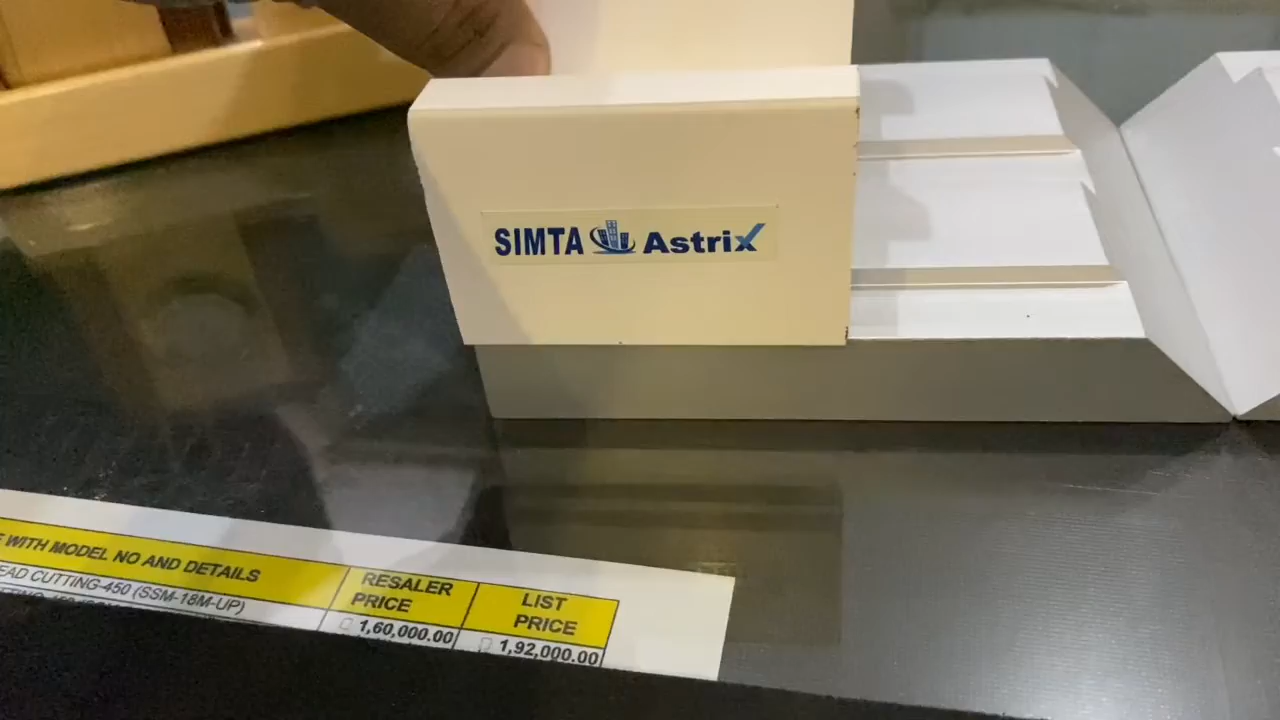 SIMTA Astrix
E WITH MODEL NO AND DETAILS
RESALER PRICE
LIST PRICE
EAD CUTTING-450 (SSM-18M-UP)
1,60,000.00
1,92,000.00